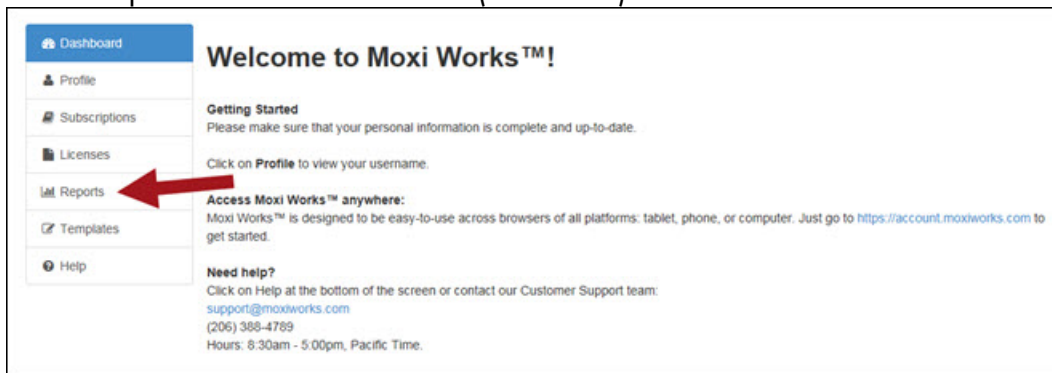 Dashboard
Profile
Subscriptions
Licenses
Reports
Templates
Help
Welcome to Moxi Works™!
Getting Started
Please make sure that your personal information is complete and up-to-date.
Click on Profile to view your username.
Access Moxi Works™ anywhere:
Moxi Works™ is designed to be easy-to-use across browsers of all platforms: tablet, phone, or computer. Just go to https://account.moxiworks.com to
get started.
Need help?
Click on Help at the bottom of the screen or contact our Customer Support team:
support@moxiworks.com
(206) 388-4789
Hours: 8:30am - 5:00pm, Pacific Time.